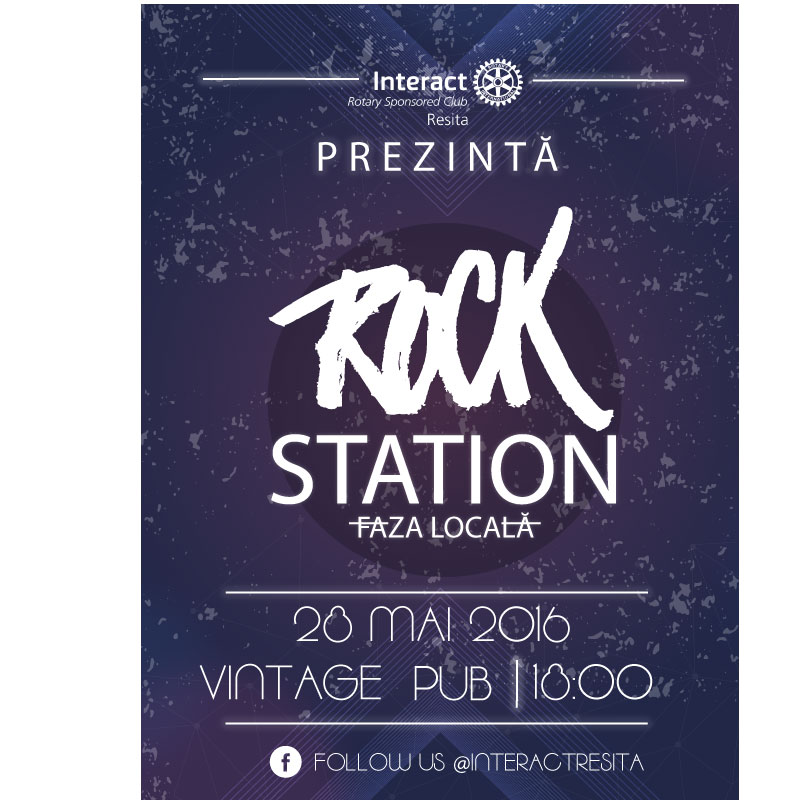 Interact
Rotary Sponsored Club
Resita
PREZINTĂ
ROCK
STATION
FAZA LOCALĂ
28 MAI 2016
VINTAGE PUB | 18:00
f FOLLOW US @INTERACTRESITA